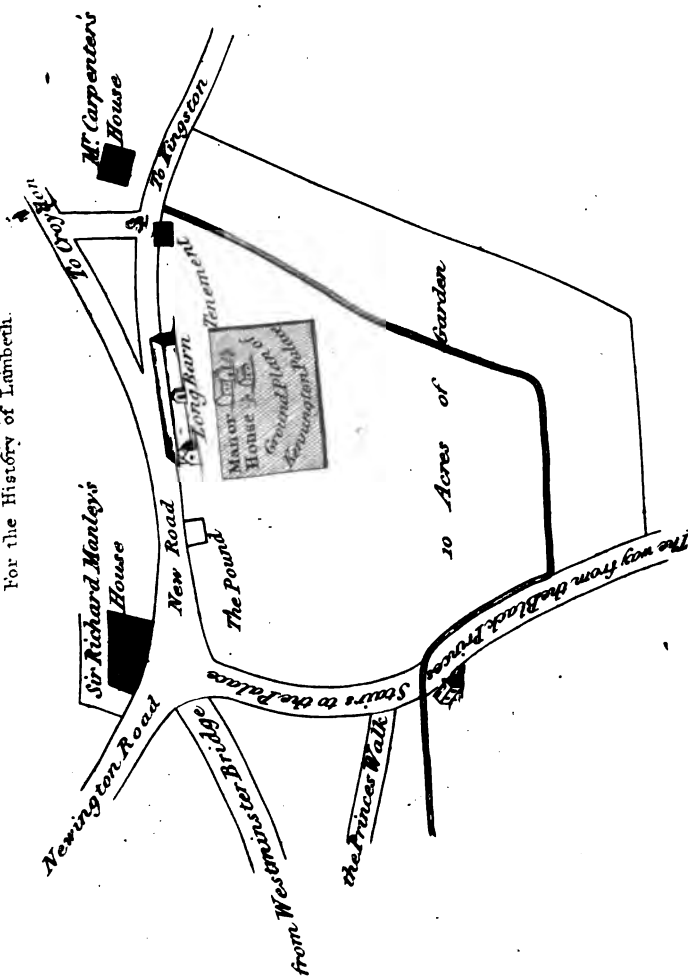 For the History of Lambeth.
Mr. Carpenter's
House
To Kingston
To Croydon
Sir Richard Manley's
House
Long Barn
Tenement
Manor
House
Ground Plan of
Kennington Palace
New Road
The Pound
Newington Road
10 Acres of Garden
from Westminster Bridge
the Princes Walk
The way from the Black Princes
Stairs to the Palace